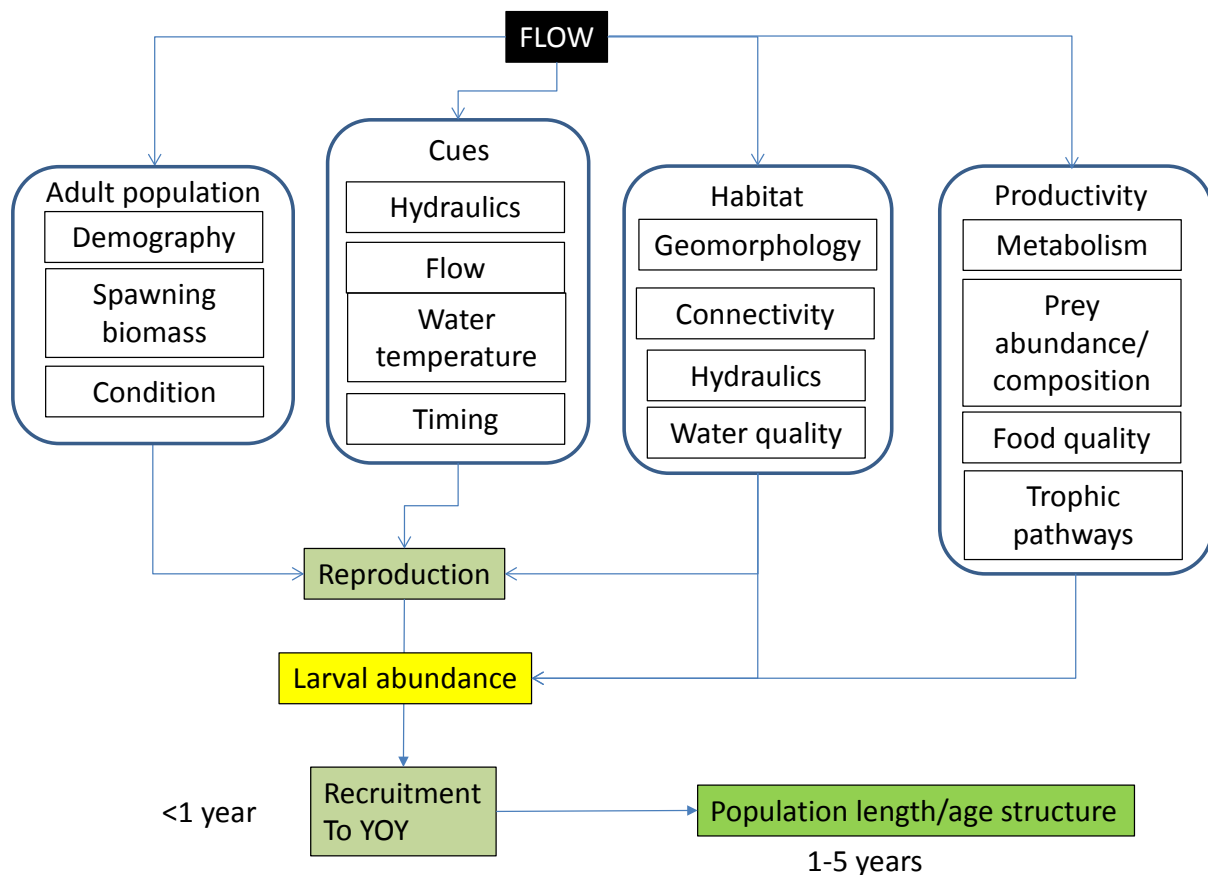 FLOW
Adult population
Demography
Spawning
biomass
Condition
Cues
Hydraulics
Flow
Water
temperature
Timing
Habitat
Geomorphology
Connectivity
Hydraulics
Water quality
Productivity
Metabolism
Prey
abundance/
composition
Food quality
Trophic
pathways
Reproduction
Larval abundance
<1 year
Recruitment
To YOY
Population length/age structure
1-5 years